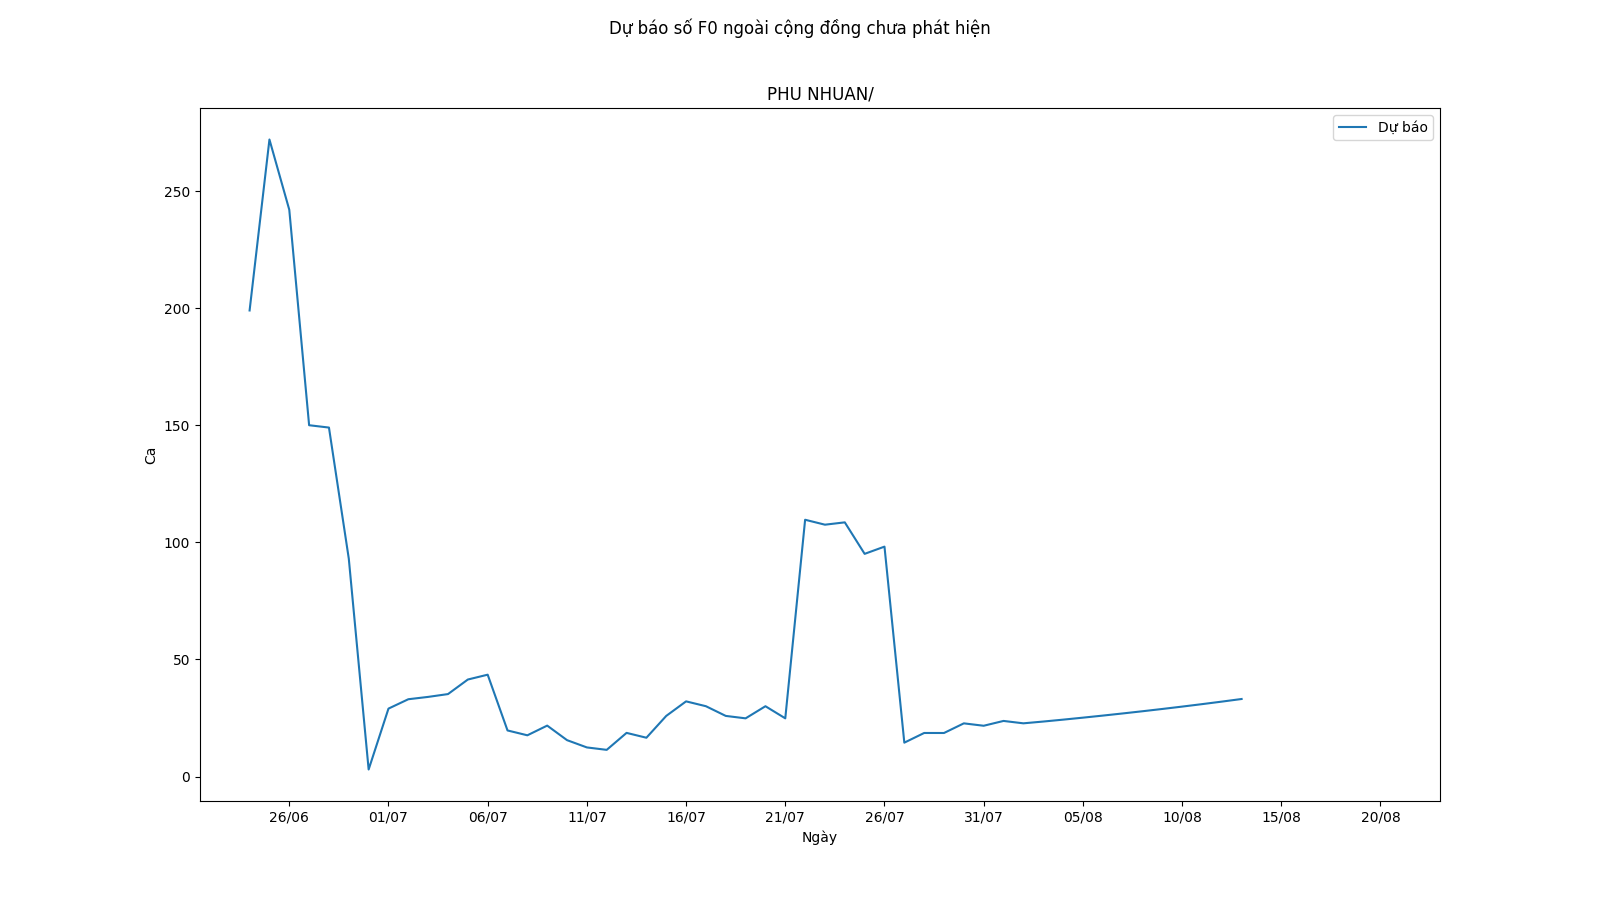 Dự báo số F0 ngoài cộng đồng chưa phát hiện
PHU NHUAN/
Dự báo
250
200
150
100
50
0
Ca
26/06 01/07 06/07 11/07 16/07 21/07 26/07 31/07 05/08 10/08 15/08 20/08
Ngày